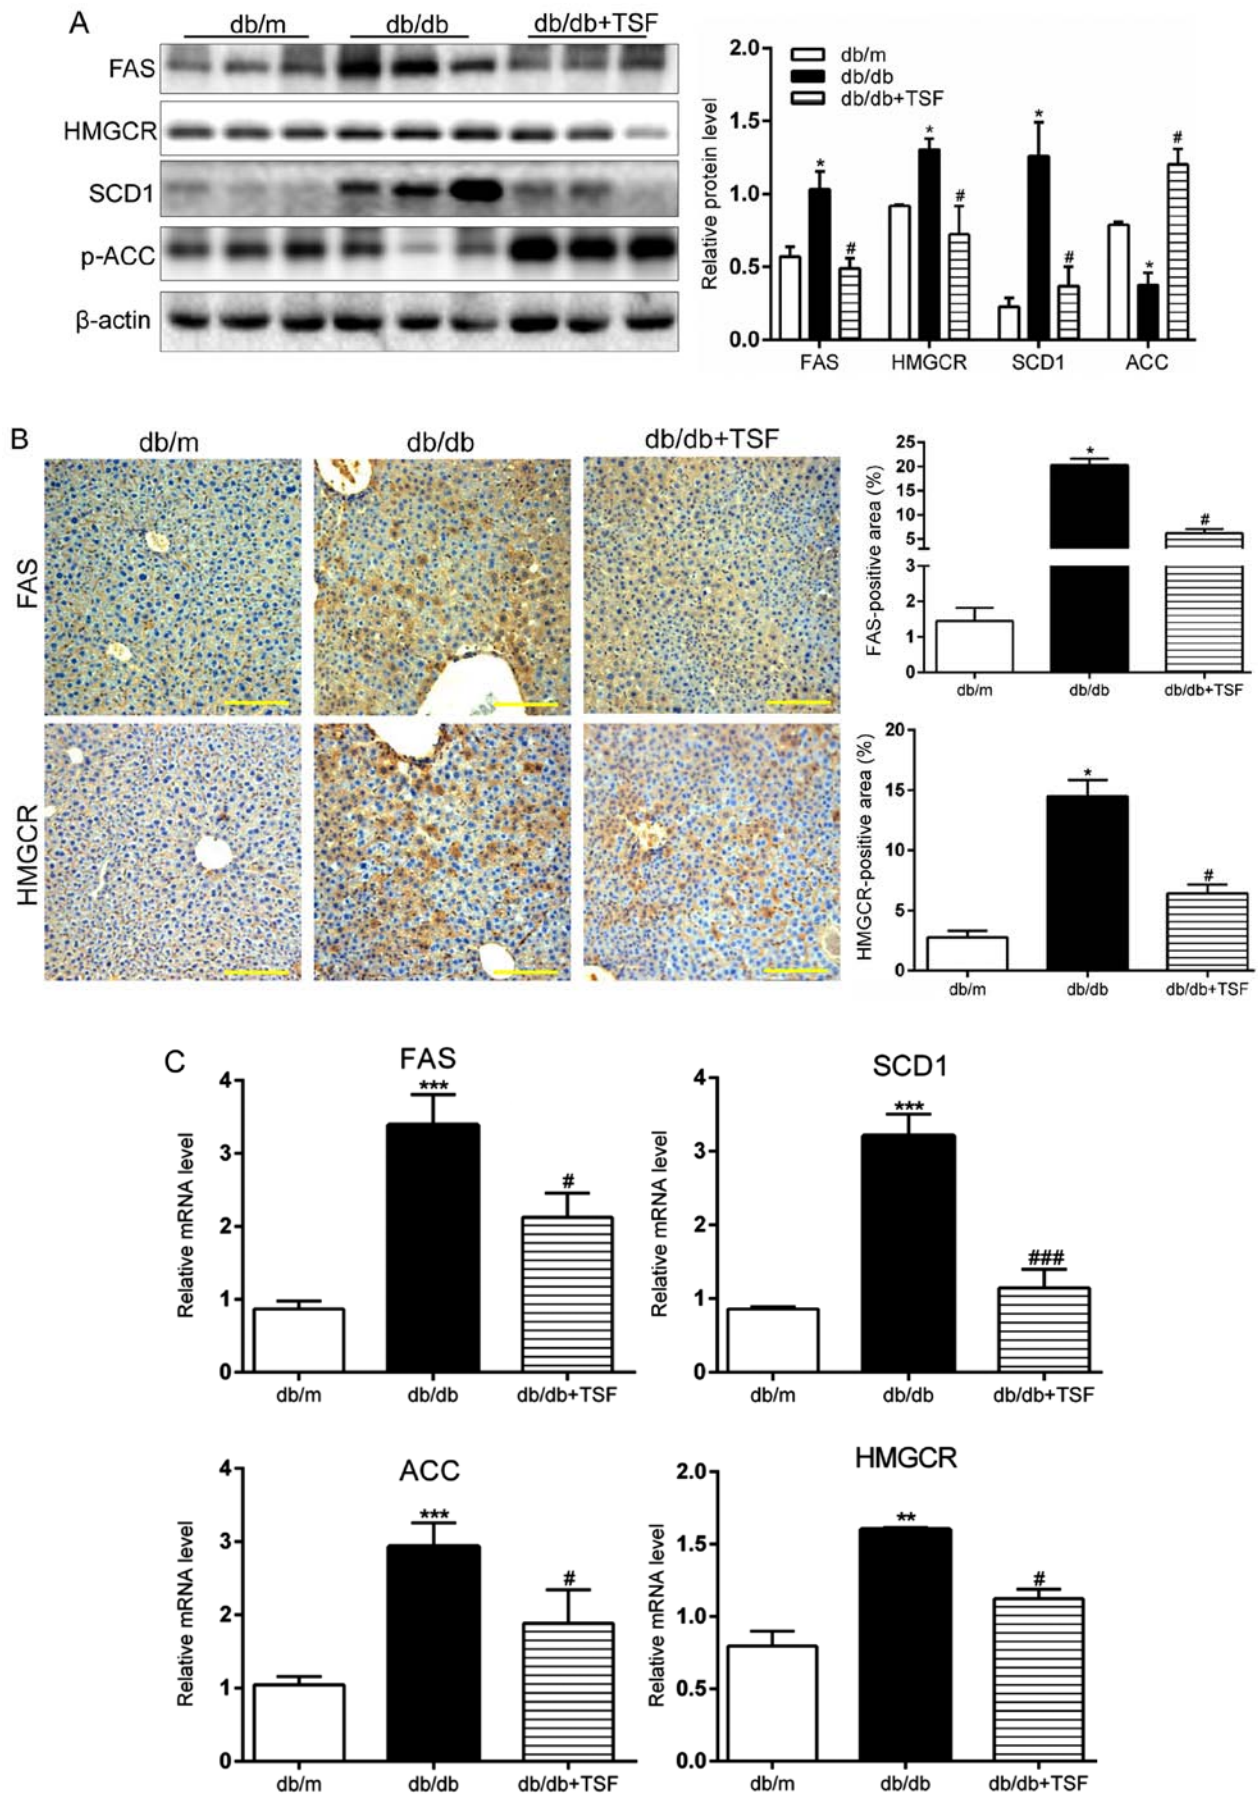 A
db/m db/db db/db+TSF
FAS
HMGCR
SCD1
p-ACC
β-actin
Relative protein level
2.0
1.5
1.0
0.5
0.0
db/m
db/db
db/db+TSF
* # * # * # * #
FAS HMGCR SCD1 ACC
B
db/m db/db db/db+TSF
FAS
HMGCR
FAS-positive area (%)
25
20
15
10
5
3
2
1
0
*
#
db/m db/db db/db+TSF
HMGCR-positive area (%)
20
15
10
5
0
*
#
db/m db/db db/db+TSF
C
FAS
Relative mRNA level
4
3
2
1
0
***
#
db/m db/db db/db+TSF
SCD1
Relative mRNA level
4
3
2
1
0
***
###
db/m db/db db/db+TSF
ACC
Relative mRNA level
4
3
2
1
0
***
#
db/m db/db db/db+TSF
HMGCR
Relative mRNA level
2.0
1.5
1.0
0.5
0.0
**
#
db/m db/db db/db+TSF